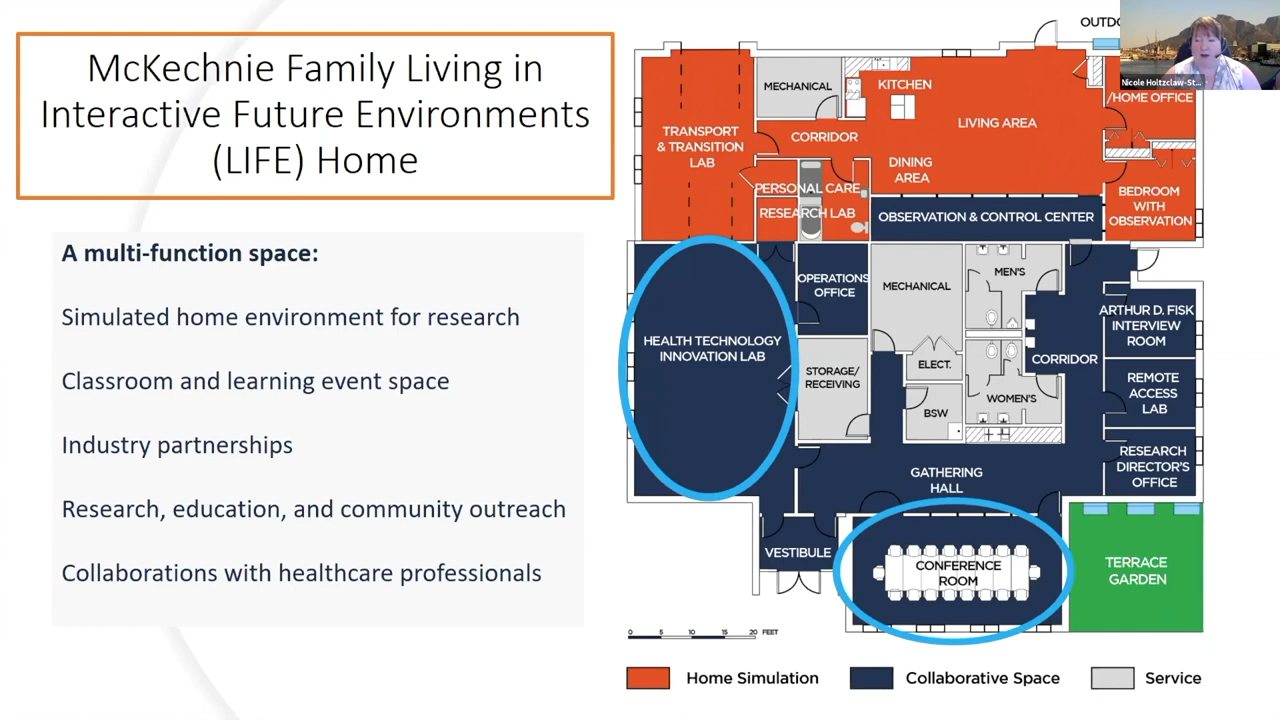 McKechnie Family Living in
Interactive Future Environments
(LIFE) Home
A multi-function space:
Simulated home environment for research
Classroom and learning event space
Industry partnerships
Research, education, and community outreach
Collaborations with healthcare professionals
Nicole Holtzclaw-St...
/HOME OFFICE
MECHANICAL
KITCHEN
LIVING AREA
TRANSPORT
& TRANSITION
LAB
CORRIDOR
DINING
AREA
PERSONAL CARE
RESEARCH LAB
BEDROOM
WITH
OBSERVATION
OBSERVATION & CONTROL CENTER
OPERATIONS
OFFICE
MECHANICAL
MEN'S
HEALTH TECHNOLOGY
INNOVATION LAB
ARTHUR D. FISK
INTERVIEW
ROOM
CORRIDOR
ELECT.
STORAGE/
RECEIVING
REMOTE
ACCESS
LAB
WOMEN'S
BSW
GATHERING
HALL
RESEARCH
DIRECTOR'S
OFFICE
VESTIBULE
CONFERENCE
ROOM
TERRACE
GARDEN
0 5 10 15 20 FEET
Home Simulation
Collaborative Space
Service